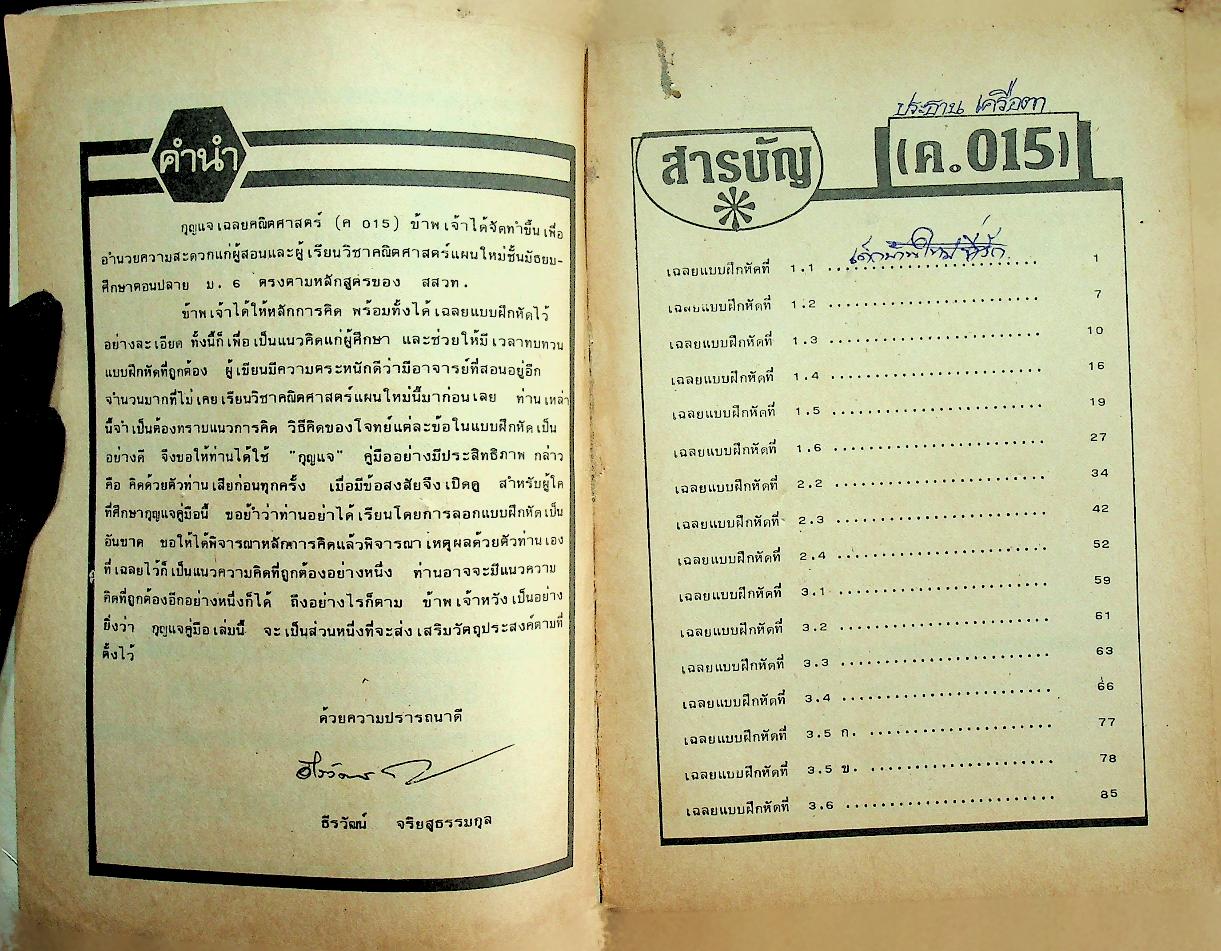 คำนำ
กุญแจเฉลยคณิตศาสตร์ (ค 015) ข้าพเจ้าได้จัดทำขึ้นเพื่อ
อำนวยความสะดวกแก่ผู้สอนและผู้เรียนวิชาคณิตศาสตร์แผนใหม่ชั้นมัธยม-
ศึกษาตอนปลาย ม. 6 ตรงตามหลักสูตรของ สสวท.
ข้าพเจ้าได้ให้หลักการคิด พร้อมทั้งได้เฉลยแบบฝึกหัดไว้
อย่างละเอียด ทั้งนี้ก็เพื่อเป็นแนวคิดแก่ผู้ศึกษา และช่วยให้มีเวลาทบทวน
แบบฝึกหัดที่ถูกต้อง ผู้เขียนมีความตระหนักดีว่ามีอาจารย์ที่สอนอยู่อีก
จำนวนมากที่ไม่เคยเรียนวิชาคณิตศาสตร์แผนใหม่นี้มาก่อนเลย ท่านเหล่า
นี้จำเป็นต้องทราบแนวการคิด วิธีคิดของโจทย์แต่ละข้อในแบบฝึกหัดเป็น
อย่างดี จึงขอให้ท่านได้ใช้ "กุญแจ" คู่มืออย่างมีประสิทธิภาพ กล่าว
คือ คิดด้วยตัวท่านเสียก่อนทุกครั้ง เมื่อมีข้อสงสัยจึงเปิดดู สำหรับผู้ใด
ที่ศึกษากุญแจคู่มือนี้ ขอย้ำว่าท่านอย่าได้เรียนโดยการลอกแบบฝึกหัดเป็น
อันขาด ขอให้ได้พิจารณาหลักการคิดแล้วพิจารณาเหตุผลด้วยตัวท่านเอง
ที่เฉลยไว้ก็เป็นแนวความคิดที่ถูกต้องอย่างหนึ่ง ท่านอาจจะมีแนวความ
คิดที่ถูกต้องอีกอย่างหนึ่งก็ได้ ถึงอย่างไรก็ตาม ข้าพเจ้าหวังเป็นอย่าง
ยิ่งว่า กุญแจคู่มือเล่มนี้ จะเป็นส่วนหนึ่งที่จะส่งเสริมวัตถุประสงค์ตามที่
ตั้งไว้
ด้วยความปรารถนาดี
ธีรวัฒน์ จริยสุธรรมกุล
ประธาน เครือตา
สารบัญ (ค.015)
เฉลยแบบฝึกหัดที่ 1.1 .................................. 1
เฉลยแบบฝึกหัดที่ 1.2 .................................. 7
เฉลยแบบฝึกหัดที่ 1.3 .................................. 10
เฉลยแบบฝึกหัดที่ 1.4 .................................. 16
เฉลยแบบฝึกหัดที่ 1.5 .................................. 19
เฉลยแบบฝึกหัดที่ 1.6 .................................. 27
เฉลยแบบฝึกหัดที่ 2.2 .................................. 34
เฉลยแบบฝึกหัดที่ 2.3 .................................. 42
เฉลยแบบฝึกหัดที่ 2.4 .................................. 52
เฉลยแบบฝึกหัดที่ 3.1 .................................. 59
เฉลยแบบฝึกหัดที่ 3.2 .................................. 61
เฉลยแบบฝึกหัดที่ 3.3 .................................. 63
เฉลยแบบฝึกหัดที่ 3.4 .................................. 66
เฉลยแบบฝึกหัดที่ 3.5 ก. .............................. 77
เฉลยแบบฝึกหัดที่ 3.5 ข. .............................. 78
เฉลยแบบฝึกหัดที่ 3.6 .................................. 85